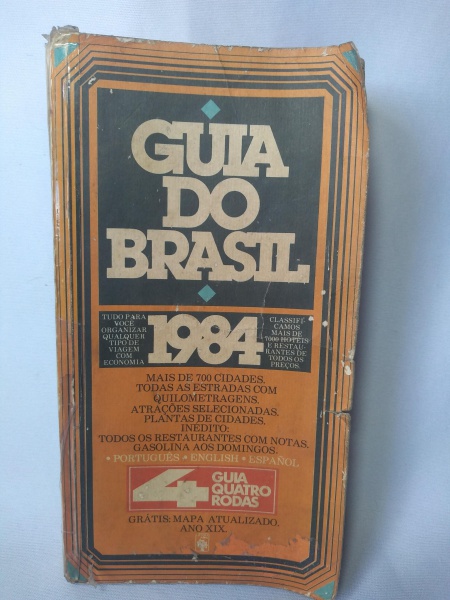 GUIA
DO
BRASIL
TUDO PARA
VOCÊ
ORGANIZAR
QUALQUER
TIPO DE
VIAGEM
COM
ECONOMIA
1984
CLASSIFI-
CAMOS
MAIS DE
7000 HOTÉIS
E RESTAU-
RANTES DE
TODOS OS
PREÇOS
MAIS DE 700 CIDADES.
TODAS AS ESTRADAS COM
QUILOMETRAGENS.
ATRAÇÕES SELECIONADAS.
PLANTAS DE CIDADES.
INÉDITO:
TODOS OS RESTAURANTES COM NOTAS.
GASOLINA AOS DOMINGOS.
• PORTUGUÊS • ENGLISH • ESPAÑOL
4 GUIA
QUATRO
RODAS
GRÁTIS: MAPA ATUALIZADO.
ANO XIX.